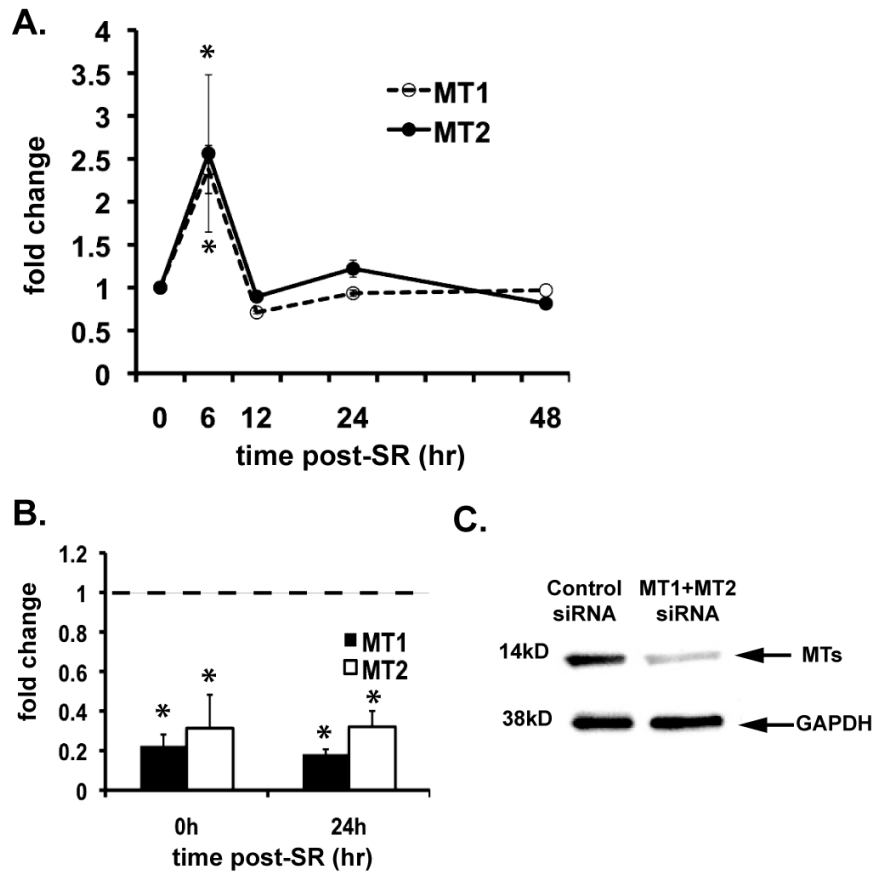 A.
4
3.5
3
2.5
2
1.5
1
0.5
0
fold change
*
*
MT1
MT2
0 6 12 24 48
time post-SR (hr)
B.
1.2
1
0.8
0.6
0.4
0.2
0
fold change
MT1
MT2
* * * *
0h 24h
time post-SR (hr)
C.
Control MT1+MT2
siRNA siRNA
14kD MTs
38kD GAPDH